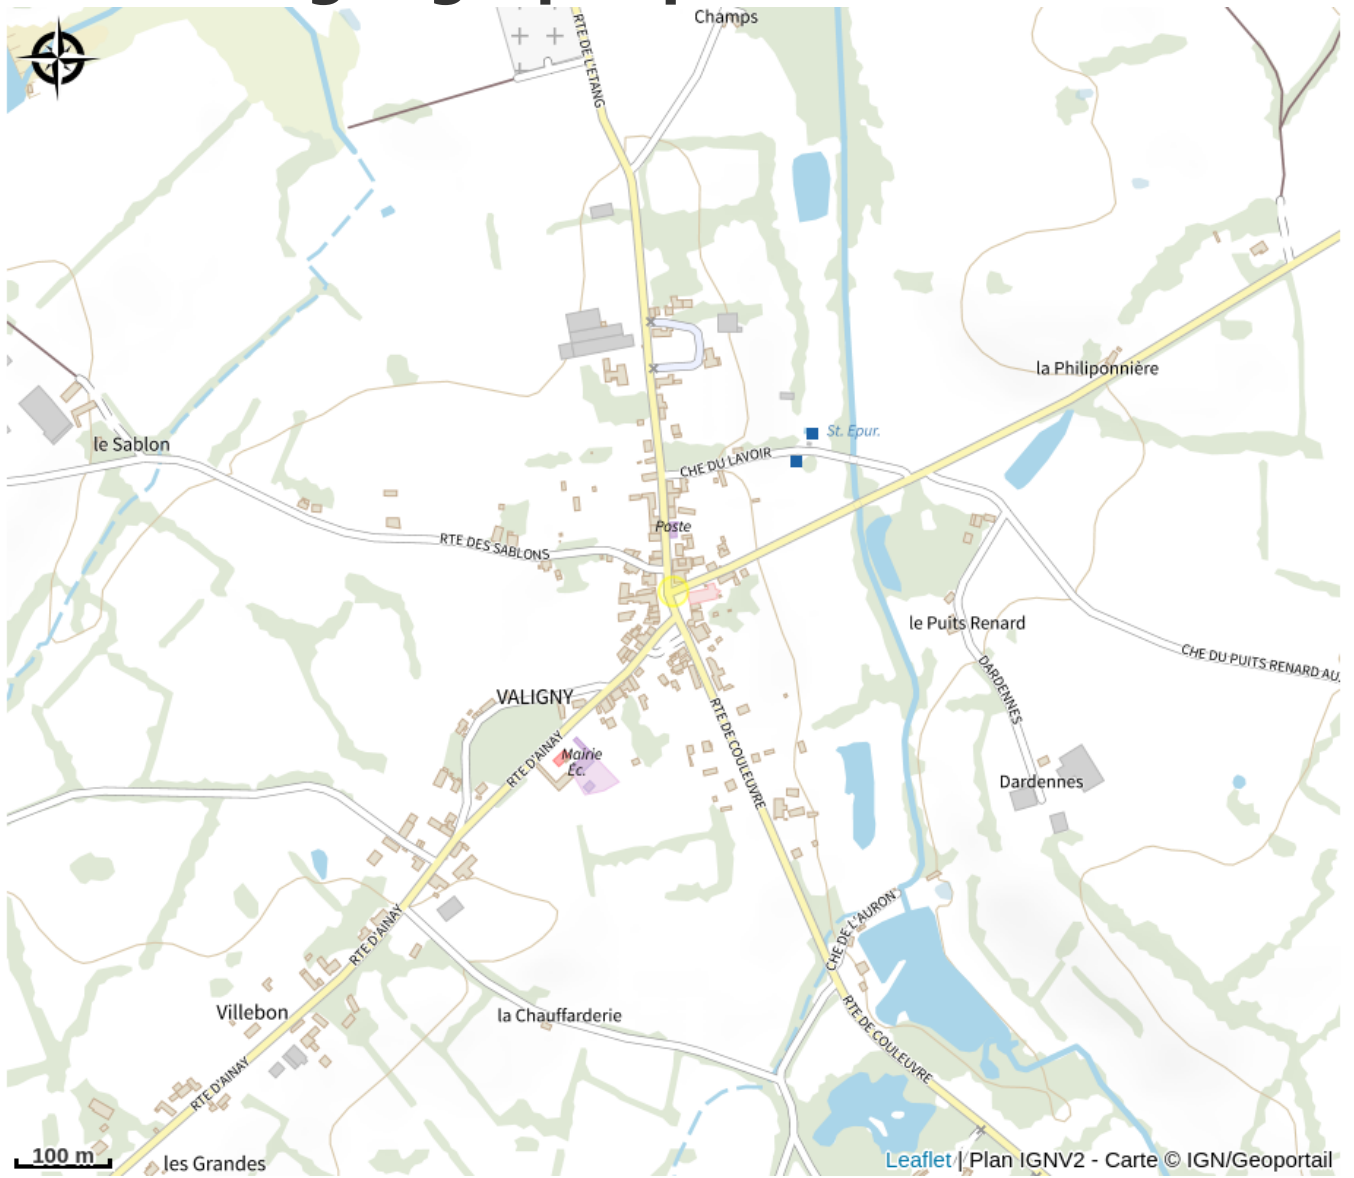 Champs
RTE DE L'ETANG
la Philiponnière
le Sablon
St. Epur.
CHE DU LAVOIR
Poste
RTE DES SABLONS
le Puits Renard
CHE DU PUITS RENARD AU
DARDENNES
VALIGNY
RTE DE COULEUVRE
RTE D'AINAY
Mairie
Éc.
Dardennes
CHE DE L'AURON
RTE D'AINAY
Villebon
la Chauffarderie
RTE DE COULEUVRE
RTE D'AINAY
100 m
les Grandes
Leaflet | Plan IGNV2 - Carte © IGN/Geoportail